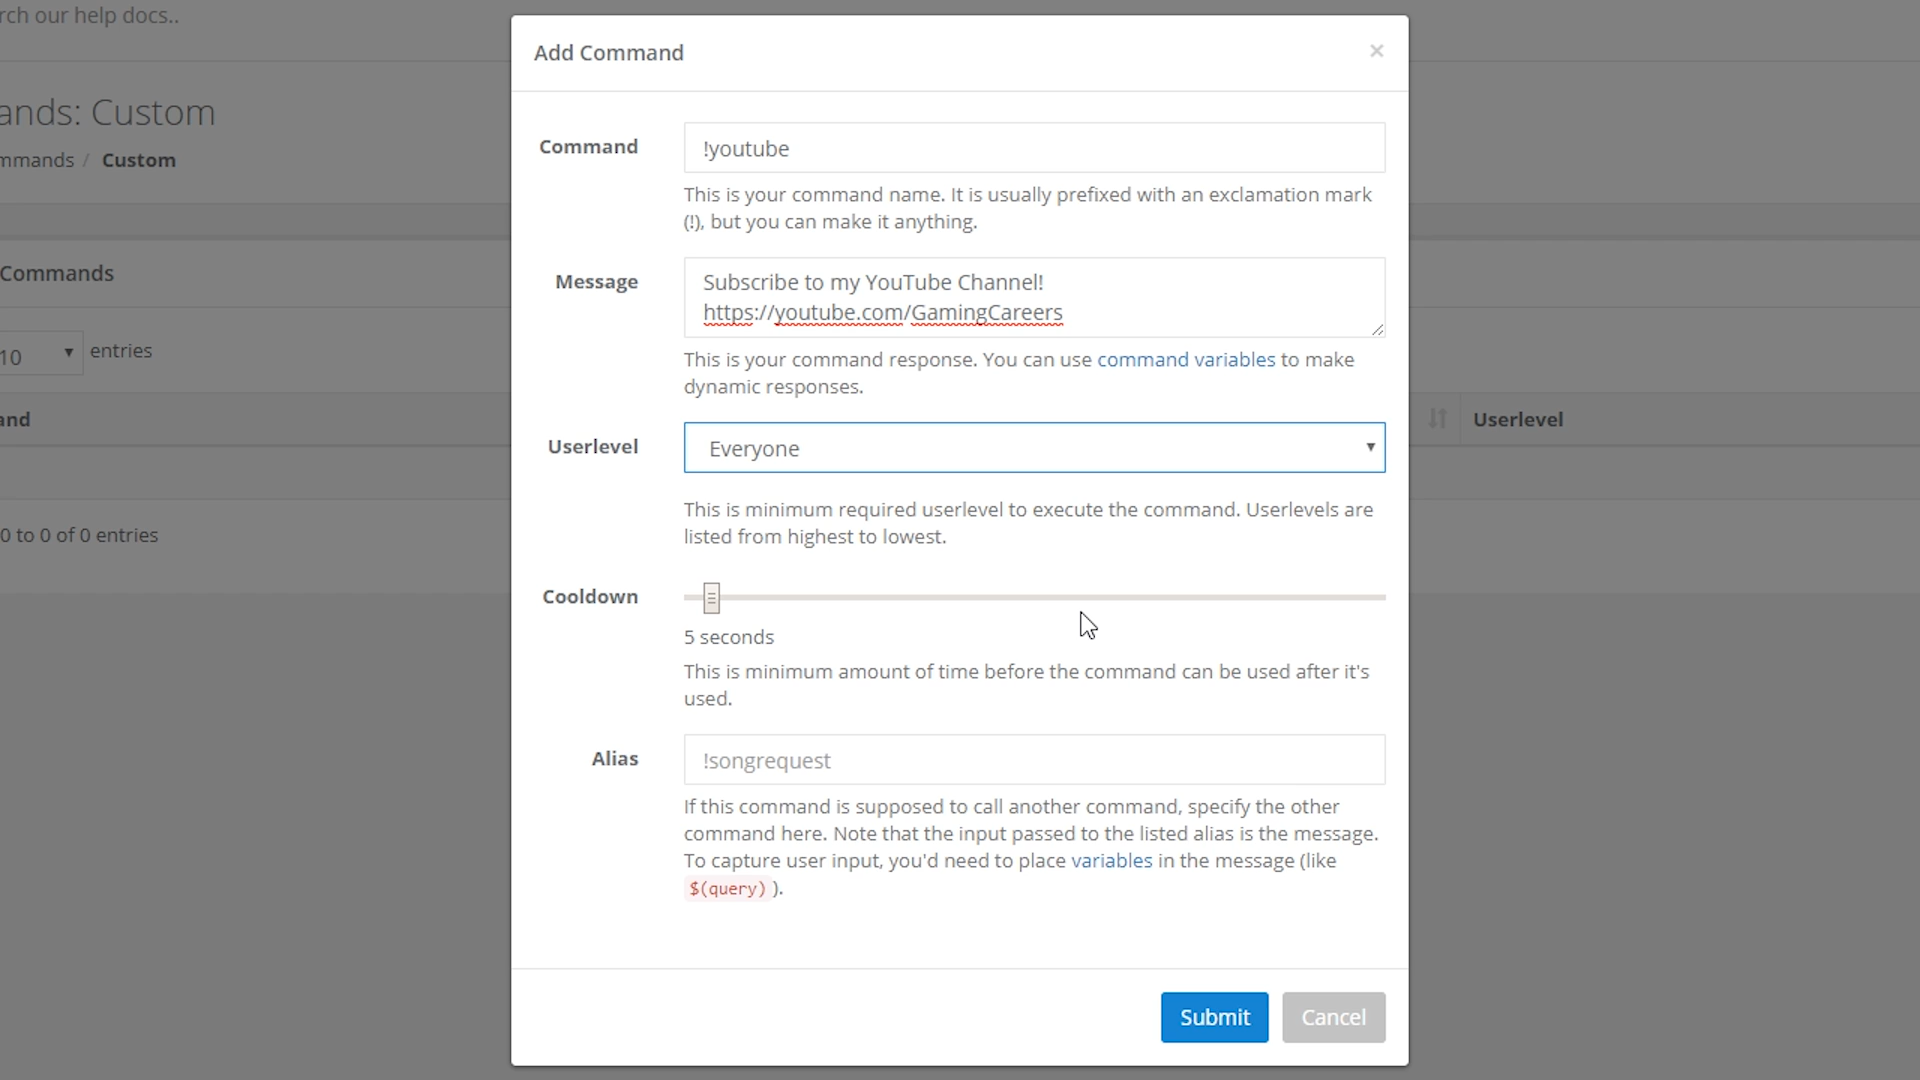 rch our help docs..
Add Command
×
ands: Custom
mmands / Custom
Command
!youtube
This is your command name. It is usually prefixed with an exclamation mark
(!), but you can make it anything.
Commands
Message
Subscribe to my YouTube Channel!
https://youtube.com/GamingCareers
This is your command response. You can use command variables to make
dynamic responses.
10 entries
and
Userlevel
Userlevel
Everyone
This is minimum required userlevel to execute the command. Userlevels are
listed from highest to lowest.
0 to 0 of 0 entries
Cooldown
5 seconds
This is minimum amount of time before the command can be used after it's
used.
Alias
!songrequest
If this command is supposed to call another command, specify the other
command here. Note that the input passed to the listed alias is the message.
To capture user input, you'd need to place variables in the message (like
$(query) ).
Submit
Cancel